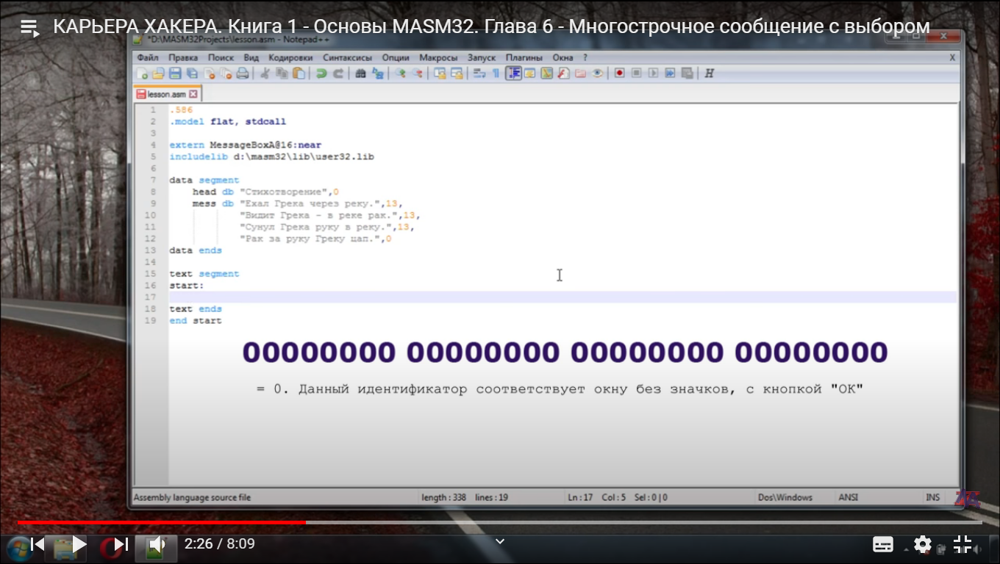 КАРЬЕРА ХАКЕРА. Книга 1 - Основы MASM32. Глава 6 - Многострочное сообщение с выбором
*D:\MASM32Projects\lesson.asm - Notepad++
Файл Правка Поиск Вид Кодировки Синтаксисы Опции Макросы Запуск Плагины Окна ? X
lesson.asm
1 .586
2 .model flat, stdcall
3
4 extern MessageBoxA@16:near
5 includelib d:\masm32\lib\user32.lib
6
7 data segment
8 head db "Стихотворение",0
9 mess db "Ехал Грека через реку.",13,
10 "Видит Грека - в реке рак.",13,
11 "Сунул Грека руку в реку.",13,
12 "Рак за руку Греку цап.",0
13 data ends
14
15 text segment
16 start:
17
18 text ends
19 end start
00000000 00000000 00000000 00000000
= 0. Данный идентификатор соответствует окну без значков, с кнопкой "ОК"
Assembly language source file length : 338 lines : 19 Ln : 17 Col : 5 Sel : 0 | 0 Dos\Windows ANSI INS
2:26 / 8:09